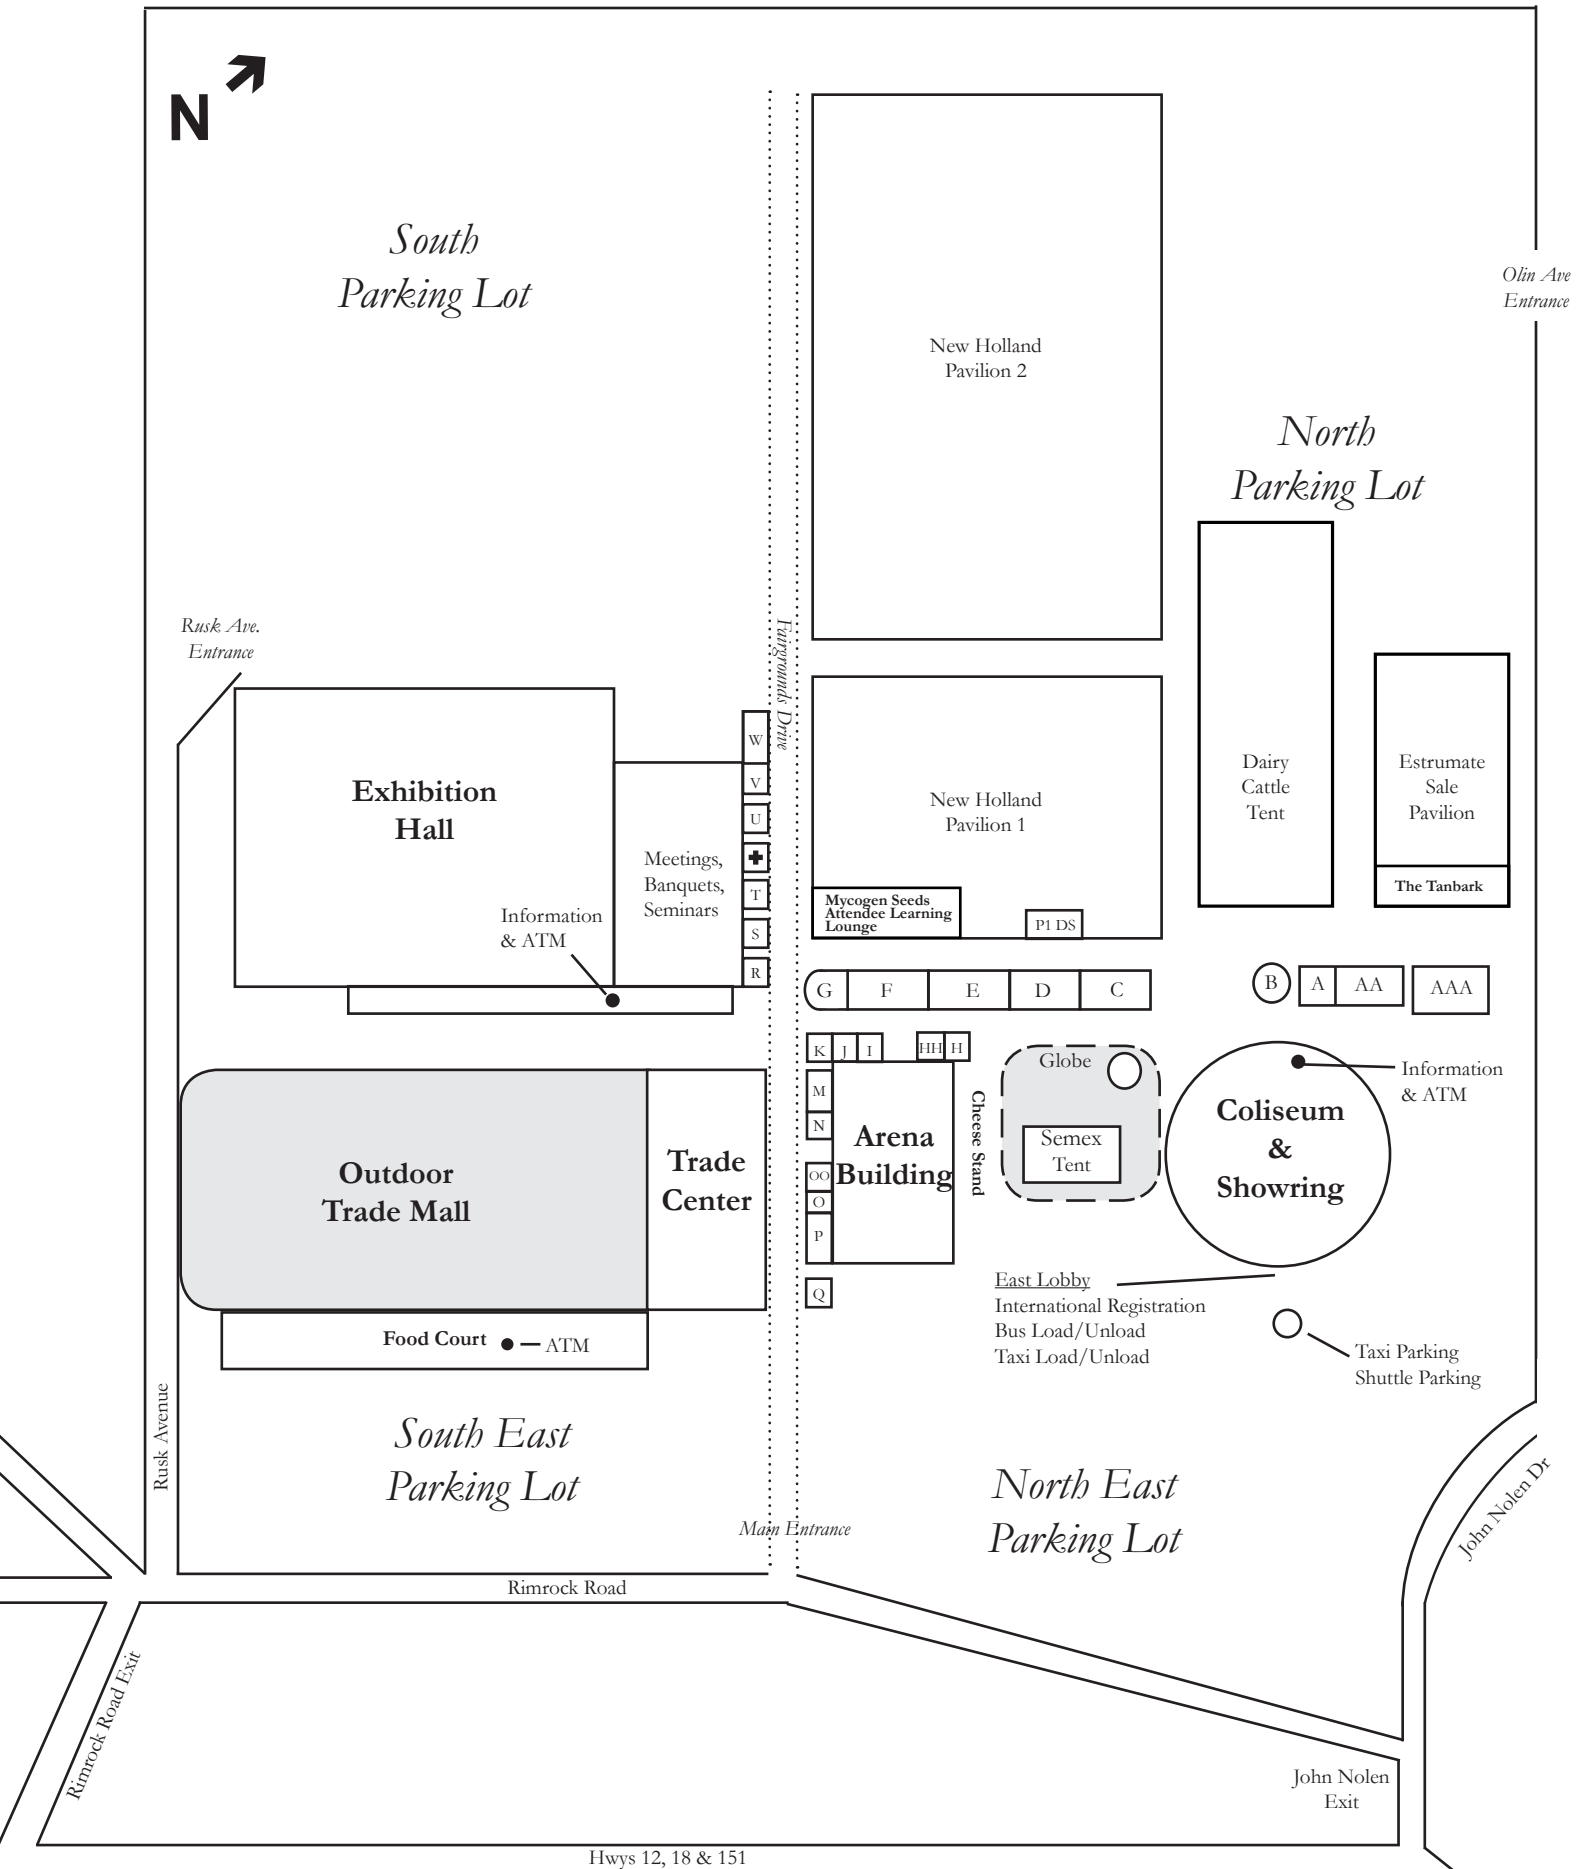 N
South
Parking Lot
Olin Ave
Entrance
New Holland
Pavilion 2
North
Parking Lot
Rusk Ave.
Entrance
Fairgrounds Drive
Exhibition
Hall
Meetings,
Banquets,
Seminars
Information
& ATM
W
V
U
T
S
R
New Holland
Pavilion 1
Mycogen Seeds
Attendee Learning
Lounge
P1 DS
Dairy
Cattle
Tent
Estrumate
Sale
Pavilion
The Tanbark
G
F
E
D
C
B
A
AA
AAA
K
J
I
HH
H
M
N
OO
O
P
Q
Arena
Building
Cheese Stand
Globe
Semex
Tent
Coliseum
&
Showring
Information
& ATM
Outdoor
Trade Mall
Trade
Center
Food Court
ATM
East Lobby
International Registration
Bus Load/Unload
Taxi Load/Unload
Taxi Parking
Shuttle Parking
Rusk Avenue
South East
Parking Lot
North East
Parking Lot
Main Entrance
John Nolen Dr
Rimrock Road
Rimrock Road Exit
John Nolen
Exit
Hwys 12, 18 & 151